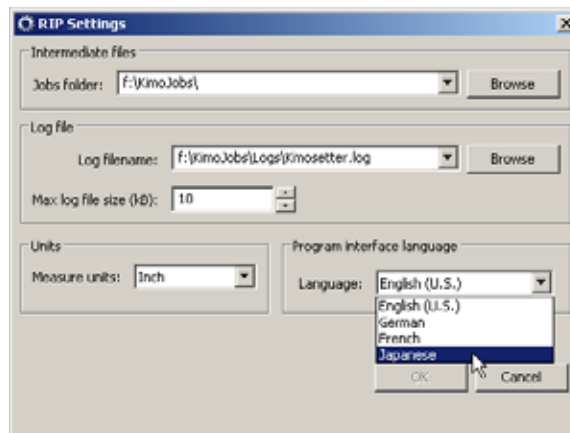 RIP Settings
Intermediate files
Jobs folder: f:\KimoJobs\ Browse
Log file
Log filename: f:\KimoJobs\Logs\Kimosetter.log Browse
Max log file size (kB): 10
Units
Measure units: Inch
Program interface language
Language: English (U.S.)
English (U.S.)
German
French
Japanese
OK Cancel